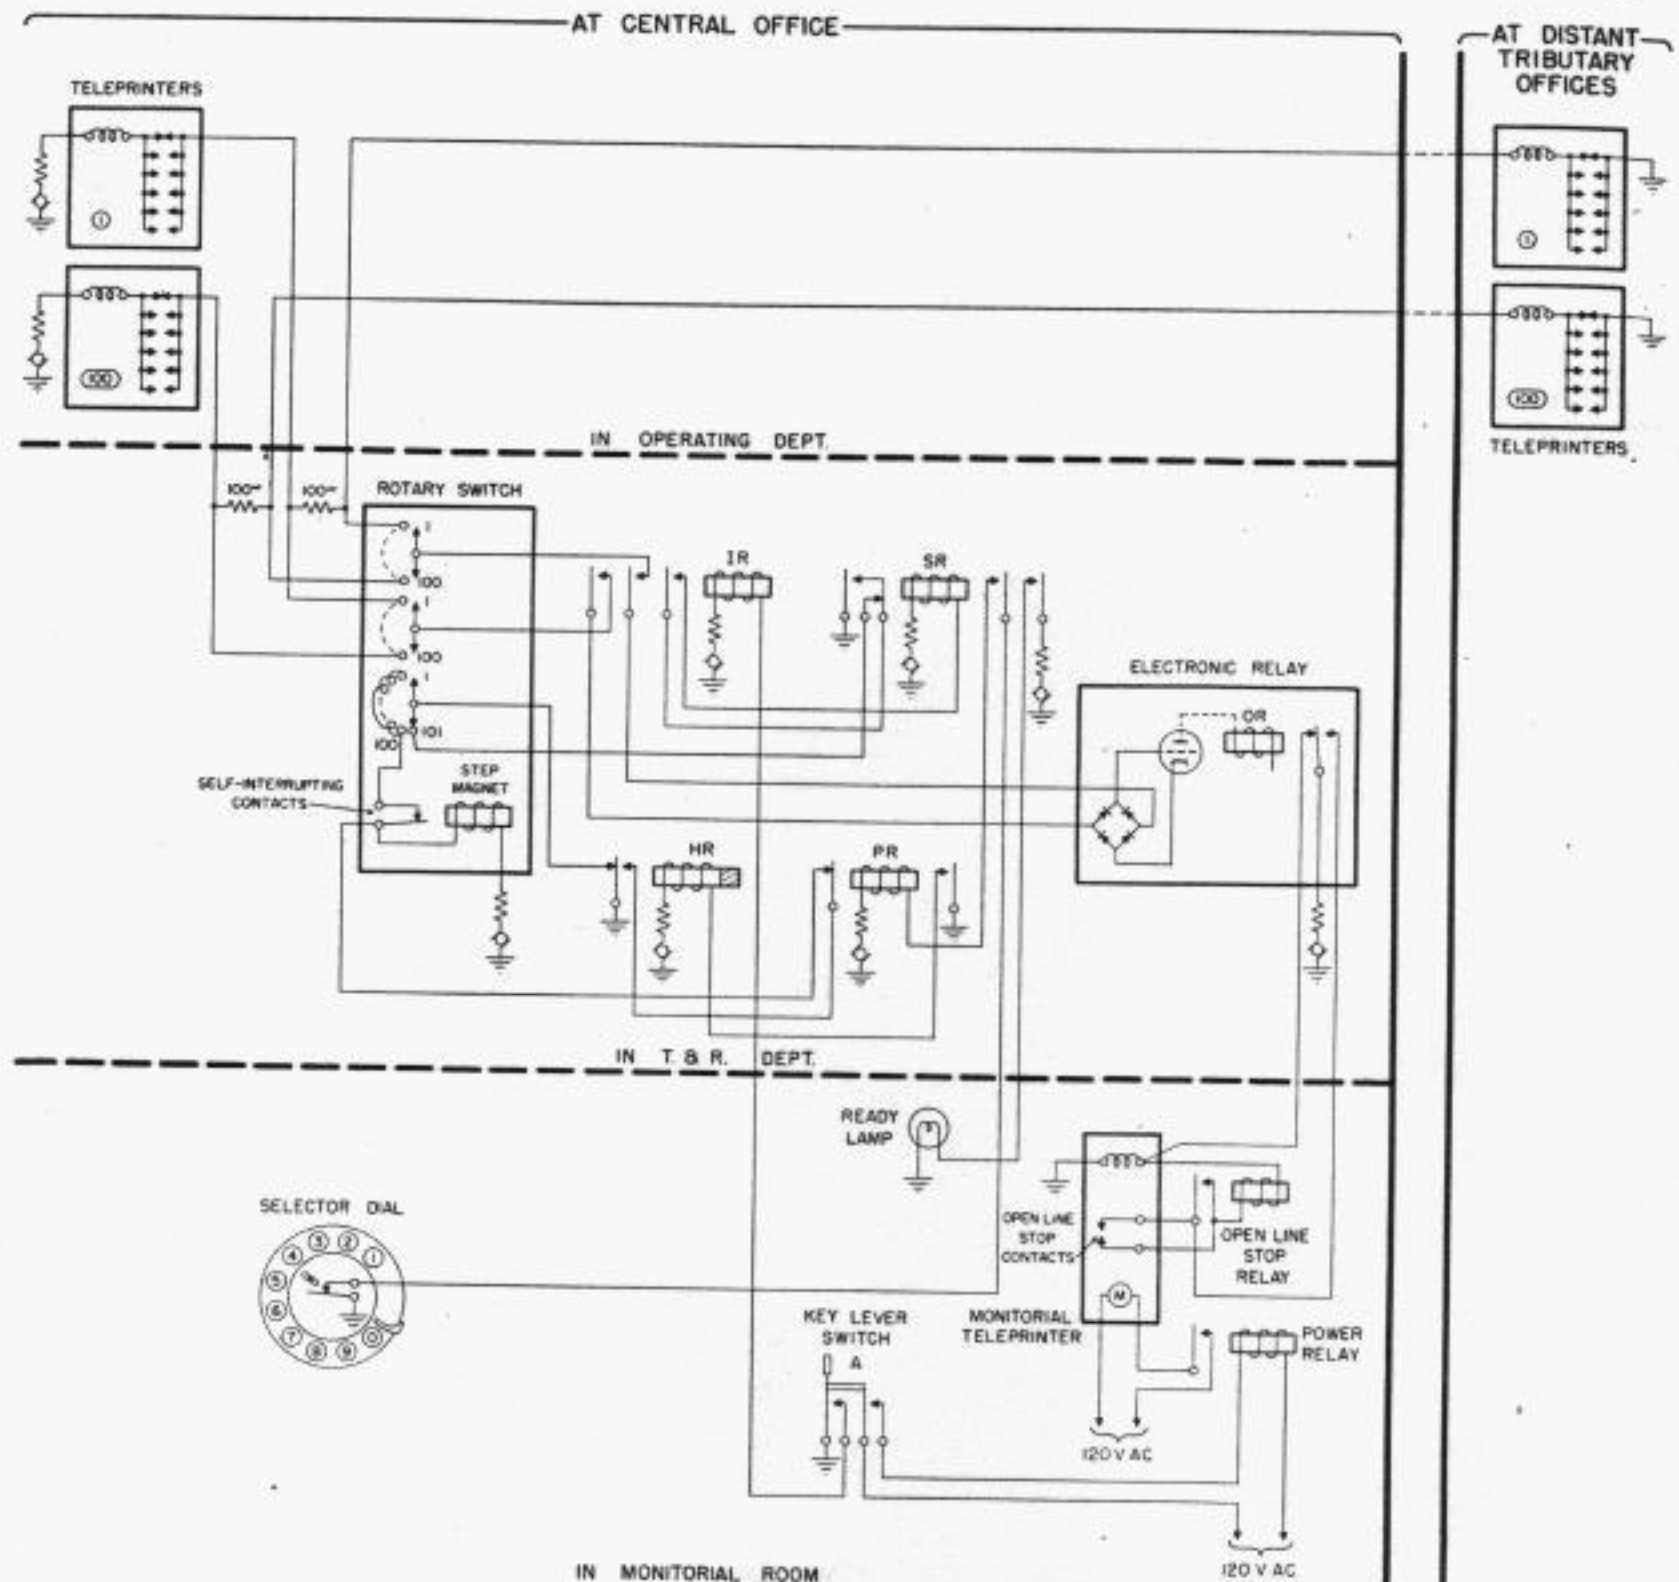 AT CENTRAL OFFICE
AT DISTANT
TRIBUTARY
OFFICES
TELEPRINTERS
1
100
1
100
TELEPRINTERS
IN OPERATING DEPT.
100ω
100ω
ROTARY SWITCH
1
100
1
100
1
100
101
STEP
MAGNET
SELF-INTERRUPTING
CONTACTS
IR
SR
ELECTRONIC RELAY
OR
HR
PR
IN T. & R. DEPT.
READY
LAMP
OPEN LINE
STOP
CONTACTS
OPEN LINE
STOP
RELAY
SELECTOR DIAL
1
2
3
4
5
6
7
8
9
0
M
MONITORIAL
TELEPRINTER
KEY LEVER
SWITCH
A
POWER
RELAY
120 V AC
120 V AC
IN MONITORIAL ROOM